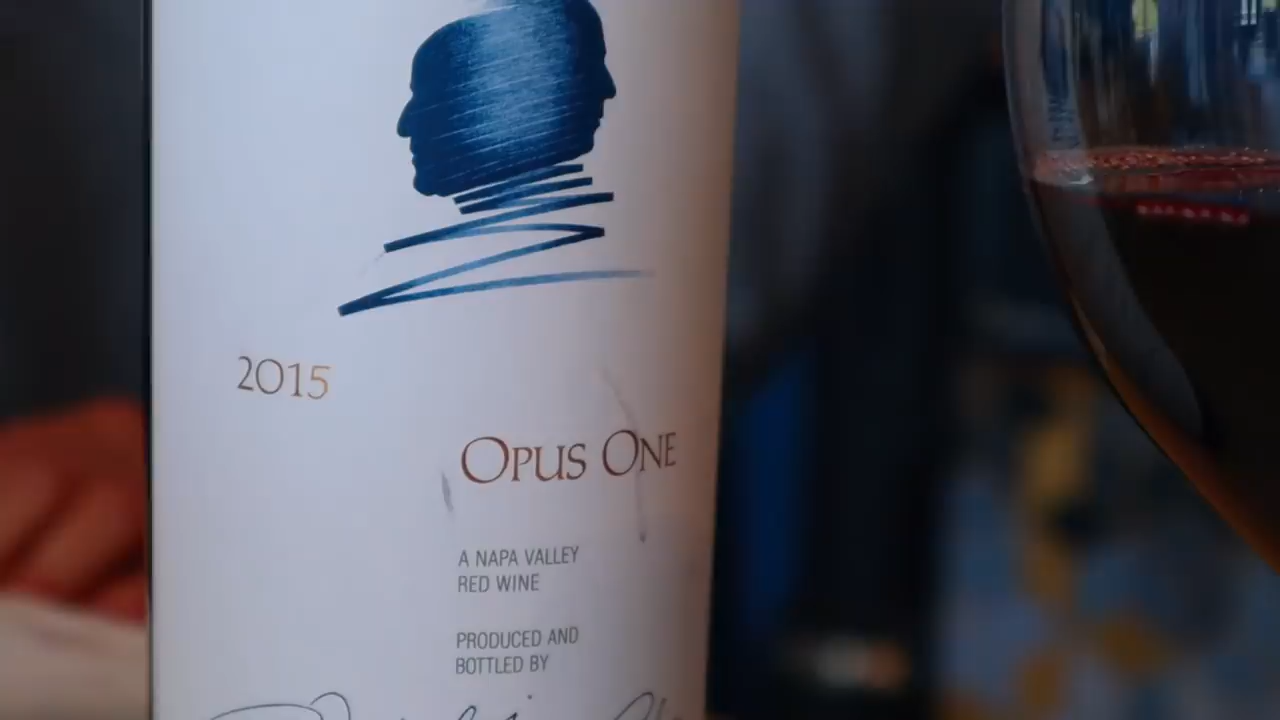 2015
OPUS ONE
A NAPA VALLEY
RED WINE
PRODUCED AND
BOTTLED BY